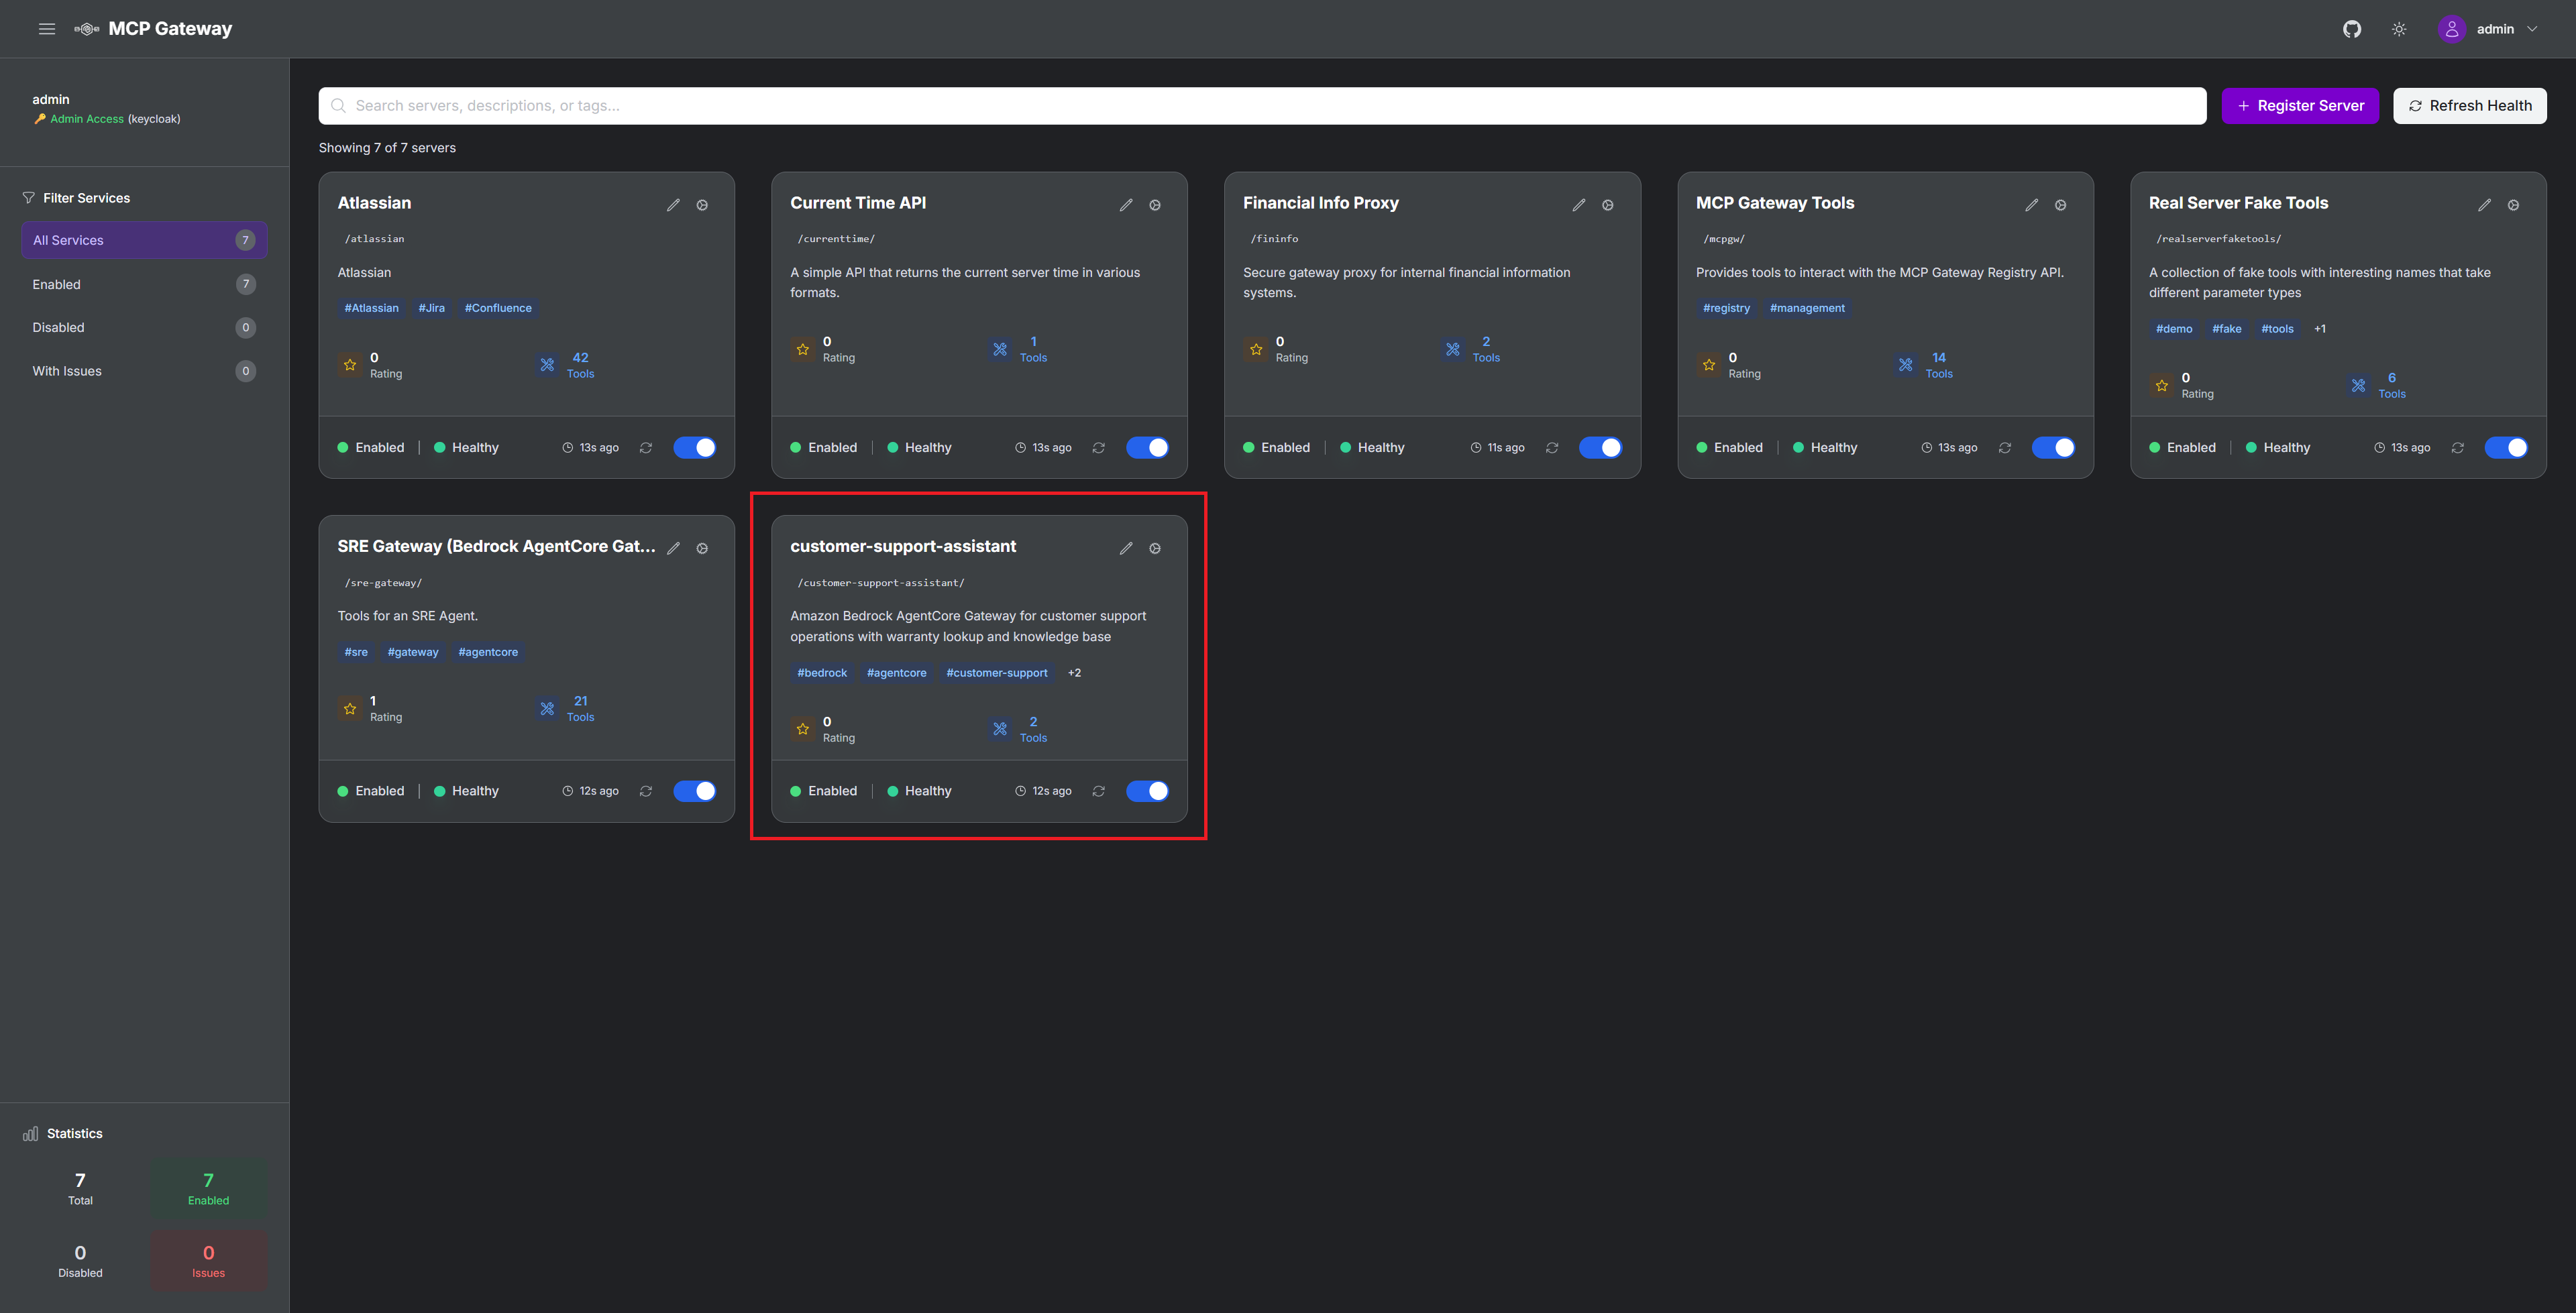 MCP Gateway
admin
admin
Admin Access (keycloak)
Filter Services
All Services 7
Enabled 7
Disabled 0
With Issues 0
Statistics
7 7
Total Enabled
0 0
Disabled Issues
Search servers, descriptions, or tags...
+ Register Server
Refresh Health
Showing 7 of 7 servers
Atlassian
/atlassian
Atlassian
#Atlassian #Jira #Confluence
0 42
Rating Tools
Enabled | Healthy 13s ago
Current Time API
/currenttime/
A simple API that returns the current server time in various
formats.
0 1
Rating Tools
Enabled | Healthy 13s ago
Financial Info Proxy
/fininfo
Secure gateway proxy for internal financial information
systems.
0 2
Rating Tools
Enabled | Healthy 11s ago
MCP Gateway Tools
/mcpgw/
Provides tools to interact with the MCP Gateway Registry API.
#registry #management
0 14
Rating Tools
Enabled | Healthy 13s ago
Real Server Fake Tools
/realserverfaketools/
A collection of fake tools with interesting names that take
different parameter types
#demo #fake #tools +1
0 6
Rating Tools
Enabled | Healthy 13s ago
SRE Gateway (Bedrock AgentCore Gat...
/sre-gateway/
Tools for an SRE Agent.
#sre #gateway #agentcore
1 21
Rating Tools
Enabled | Healthy 12s ago
customer-support-assistant
/customer-support-assistant/
Amazon Bedrock AgentCore Gateway for customer support
operations with warranty lookup and knowledge base
#bedrock #agentcore #customer-support +2
0 2
Rating Tools
Enabled | Healthy 12s ago